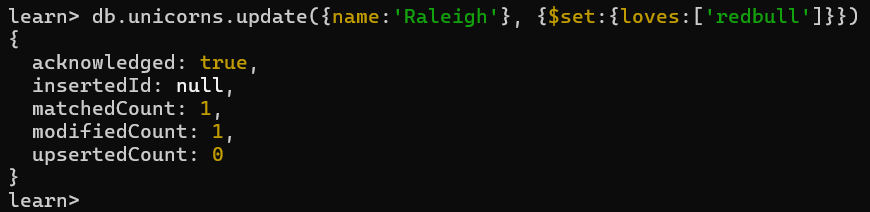 learn> db.unicorns.update({name:'Raleigh'}, {$set:{loves:['redbull']}})
{
  acknowledged: true,
  insertedId: null,
  matchedCount: 1,
  modifiedCount: 1,
  upsertedCount: 0
}
learn>